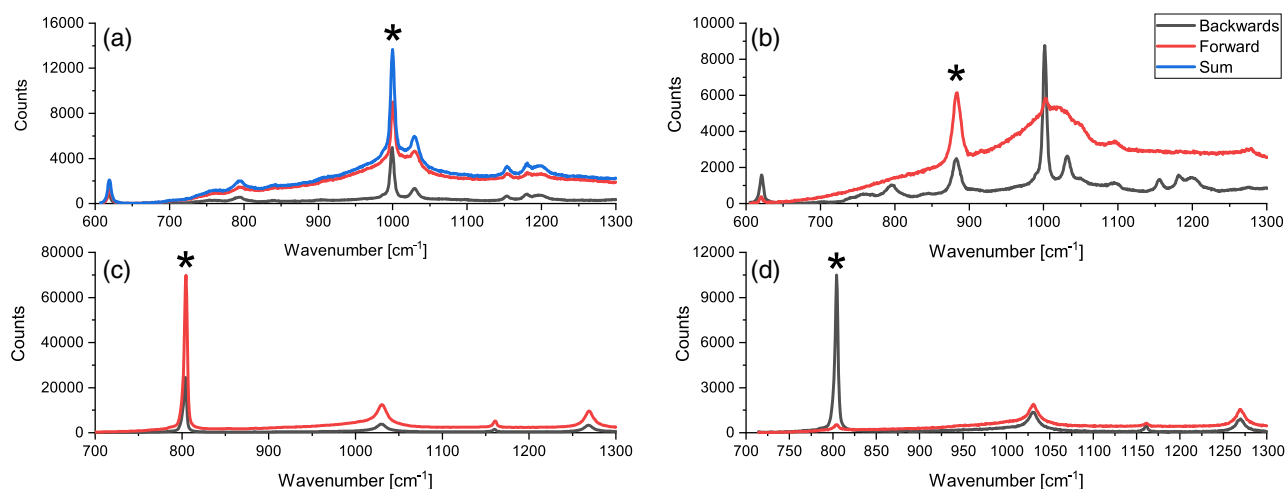 (a)
*
Counts
16000
12000
8000
4000
0
600 700 800 900 1000 1100 1200 1300
Wavenumber [cm⁻¹]
(b)
*
Backwards
Forward
Sum
Counts
10000
8000
6000
4000
2000
0
600 700 800 900 1000 1100 1200 1300
Wavenumber [cm⁻¹]
(c)
*
Counts
80000
60000
40000
20000
0
700 800 900 1000 1100 1200 1300
Wavenumber [cm⁻¹]
(d)
*
Counts
12000
9000
6000
3000
0
700 750 800 850 900 950 1000 1050 1100 1150 1200 1250 1300
Wavenumber [cm⁻¹]